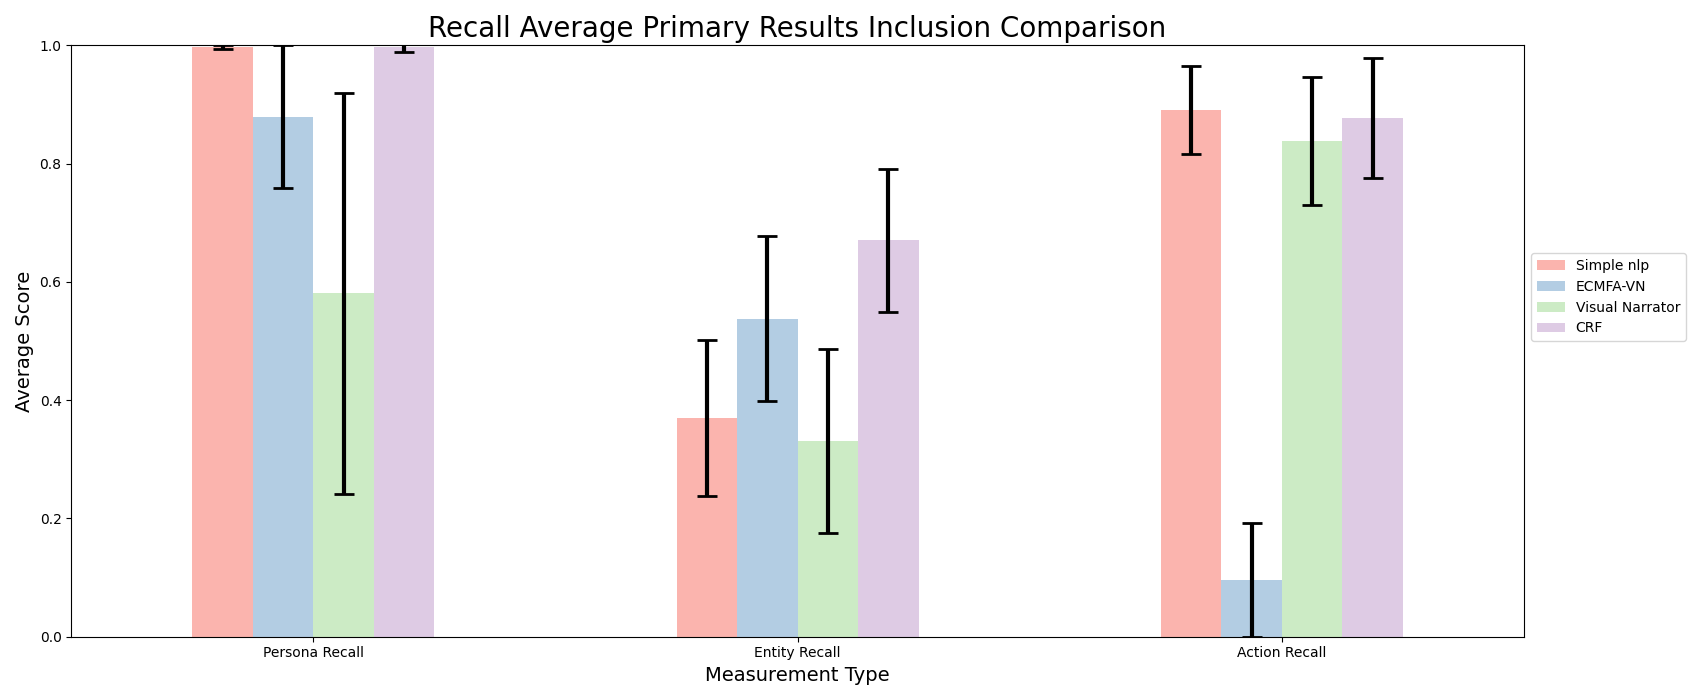 Recall Average Primary Results Inclusion Comparison
Average Score
1.0
0.8
0.6
0.4
0.2
0.0
Persona Recall
Entity Recall
Action Recall
Measurement Type
Simple nlp
ECMFA-VN
Visual Narrator
CRF